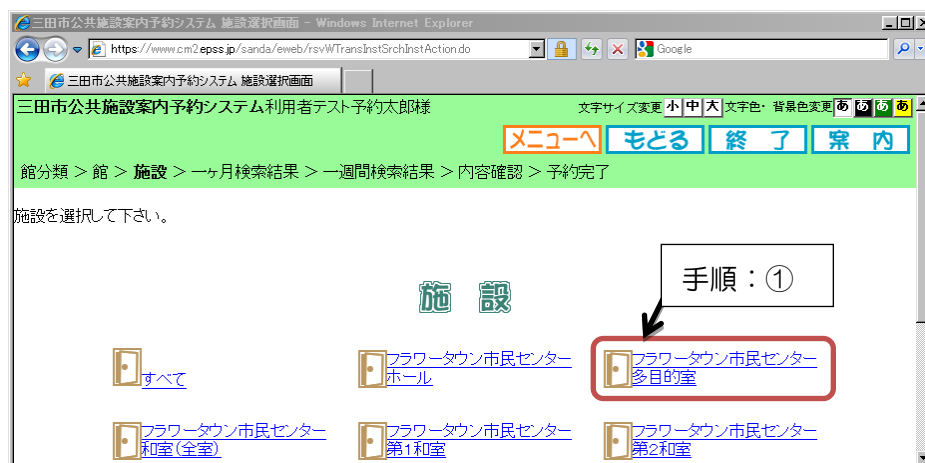 三田市公共施設案内予約システム 施設選択画面 - Windows Internet Explorer
https://www.cm2.epss.jp/sanda/eweb/rsvWTransInstSrchInstAction.do
Google
三田市公共施設案内予約システム 施設選択画面
三田市公共施設案内予約システム利用者テスト予約太郎様 文字サイズ変更 小 中 大 文字色・ 背景色変更 あ あ あ あ
メニューへ もどる 終 了 案 内
館分類 > 館 > 施設 > 一ヶ月検索結果 > 一週間検索結果 > 内容確認 > 予約完了
施設を選択して下さい。
手順：①
施 設
すべて
フラワータウン市民センター
ホール
フラワータウン市民センター
多目的室
フラワータウン市民センター
和室(全室)
フラワータウン市民センター
第1和室
フラワータウン市民センター
第2和室